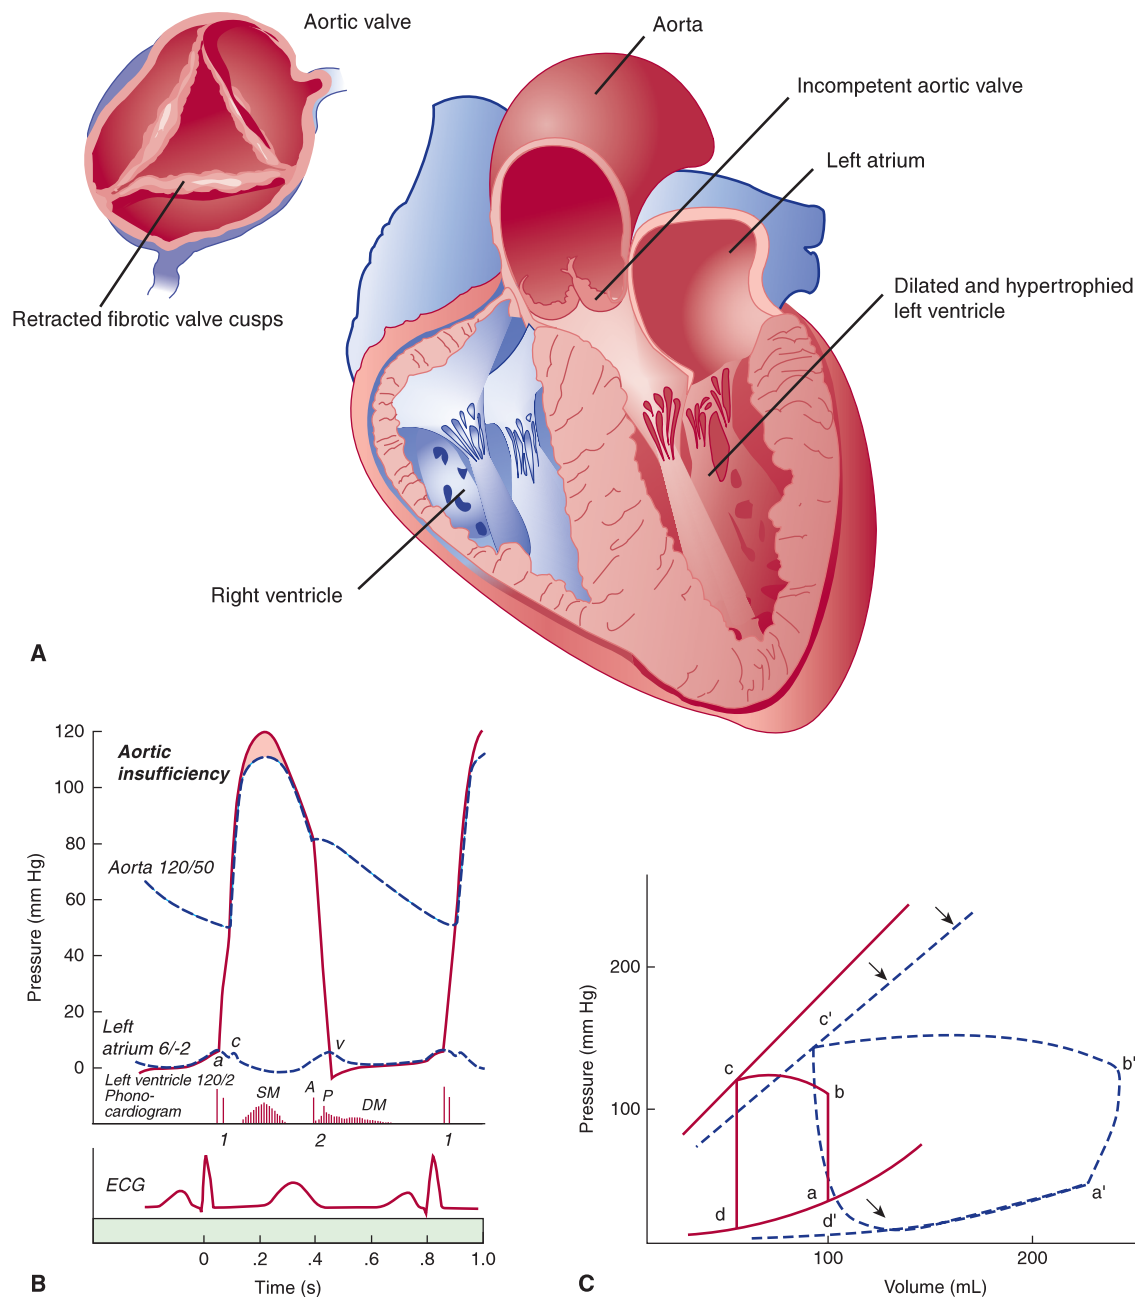 Aortic valve
Aorta
Incompetent aortic valve
Left atrium
Dilated and hypertrophied
left ventricle
Retracted fibrotic valve cusps
Right ventricle
A
120
100
80
60
40
20
0
Pressure (mm Hg)
Aortic
insufficiency
Aorta 120/50
Left
atrium 6/-2
a
c
v
Left ventricle 120/2
Phono-
cardiogram
SM
A
P
DM
1
2
1
ECG
0
.2
.4
.6
.8
1.0
Time (s)
B
200
100
Pressure (mm Hg)
c'
c
b
b'
a
a'
d
d'
100
200
Volume (mL)
C